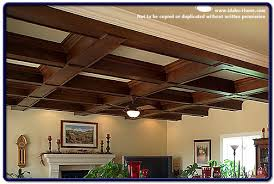 www.idaho-Homes.com
Not to be copied or duplicated without written permission